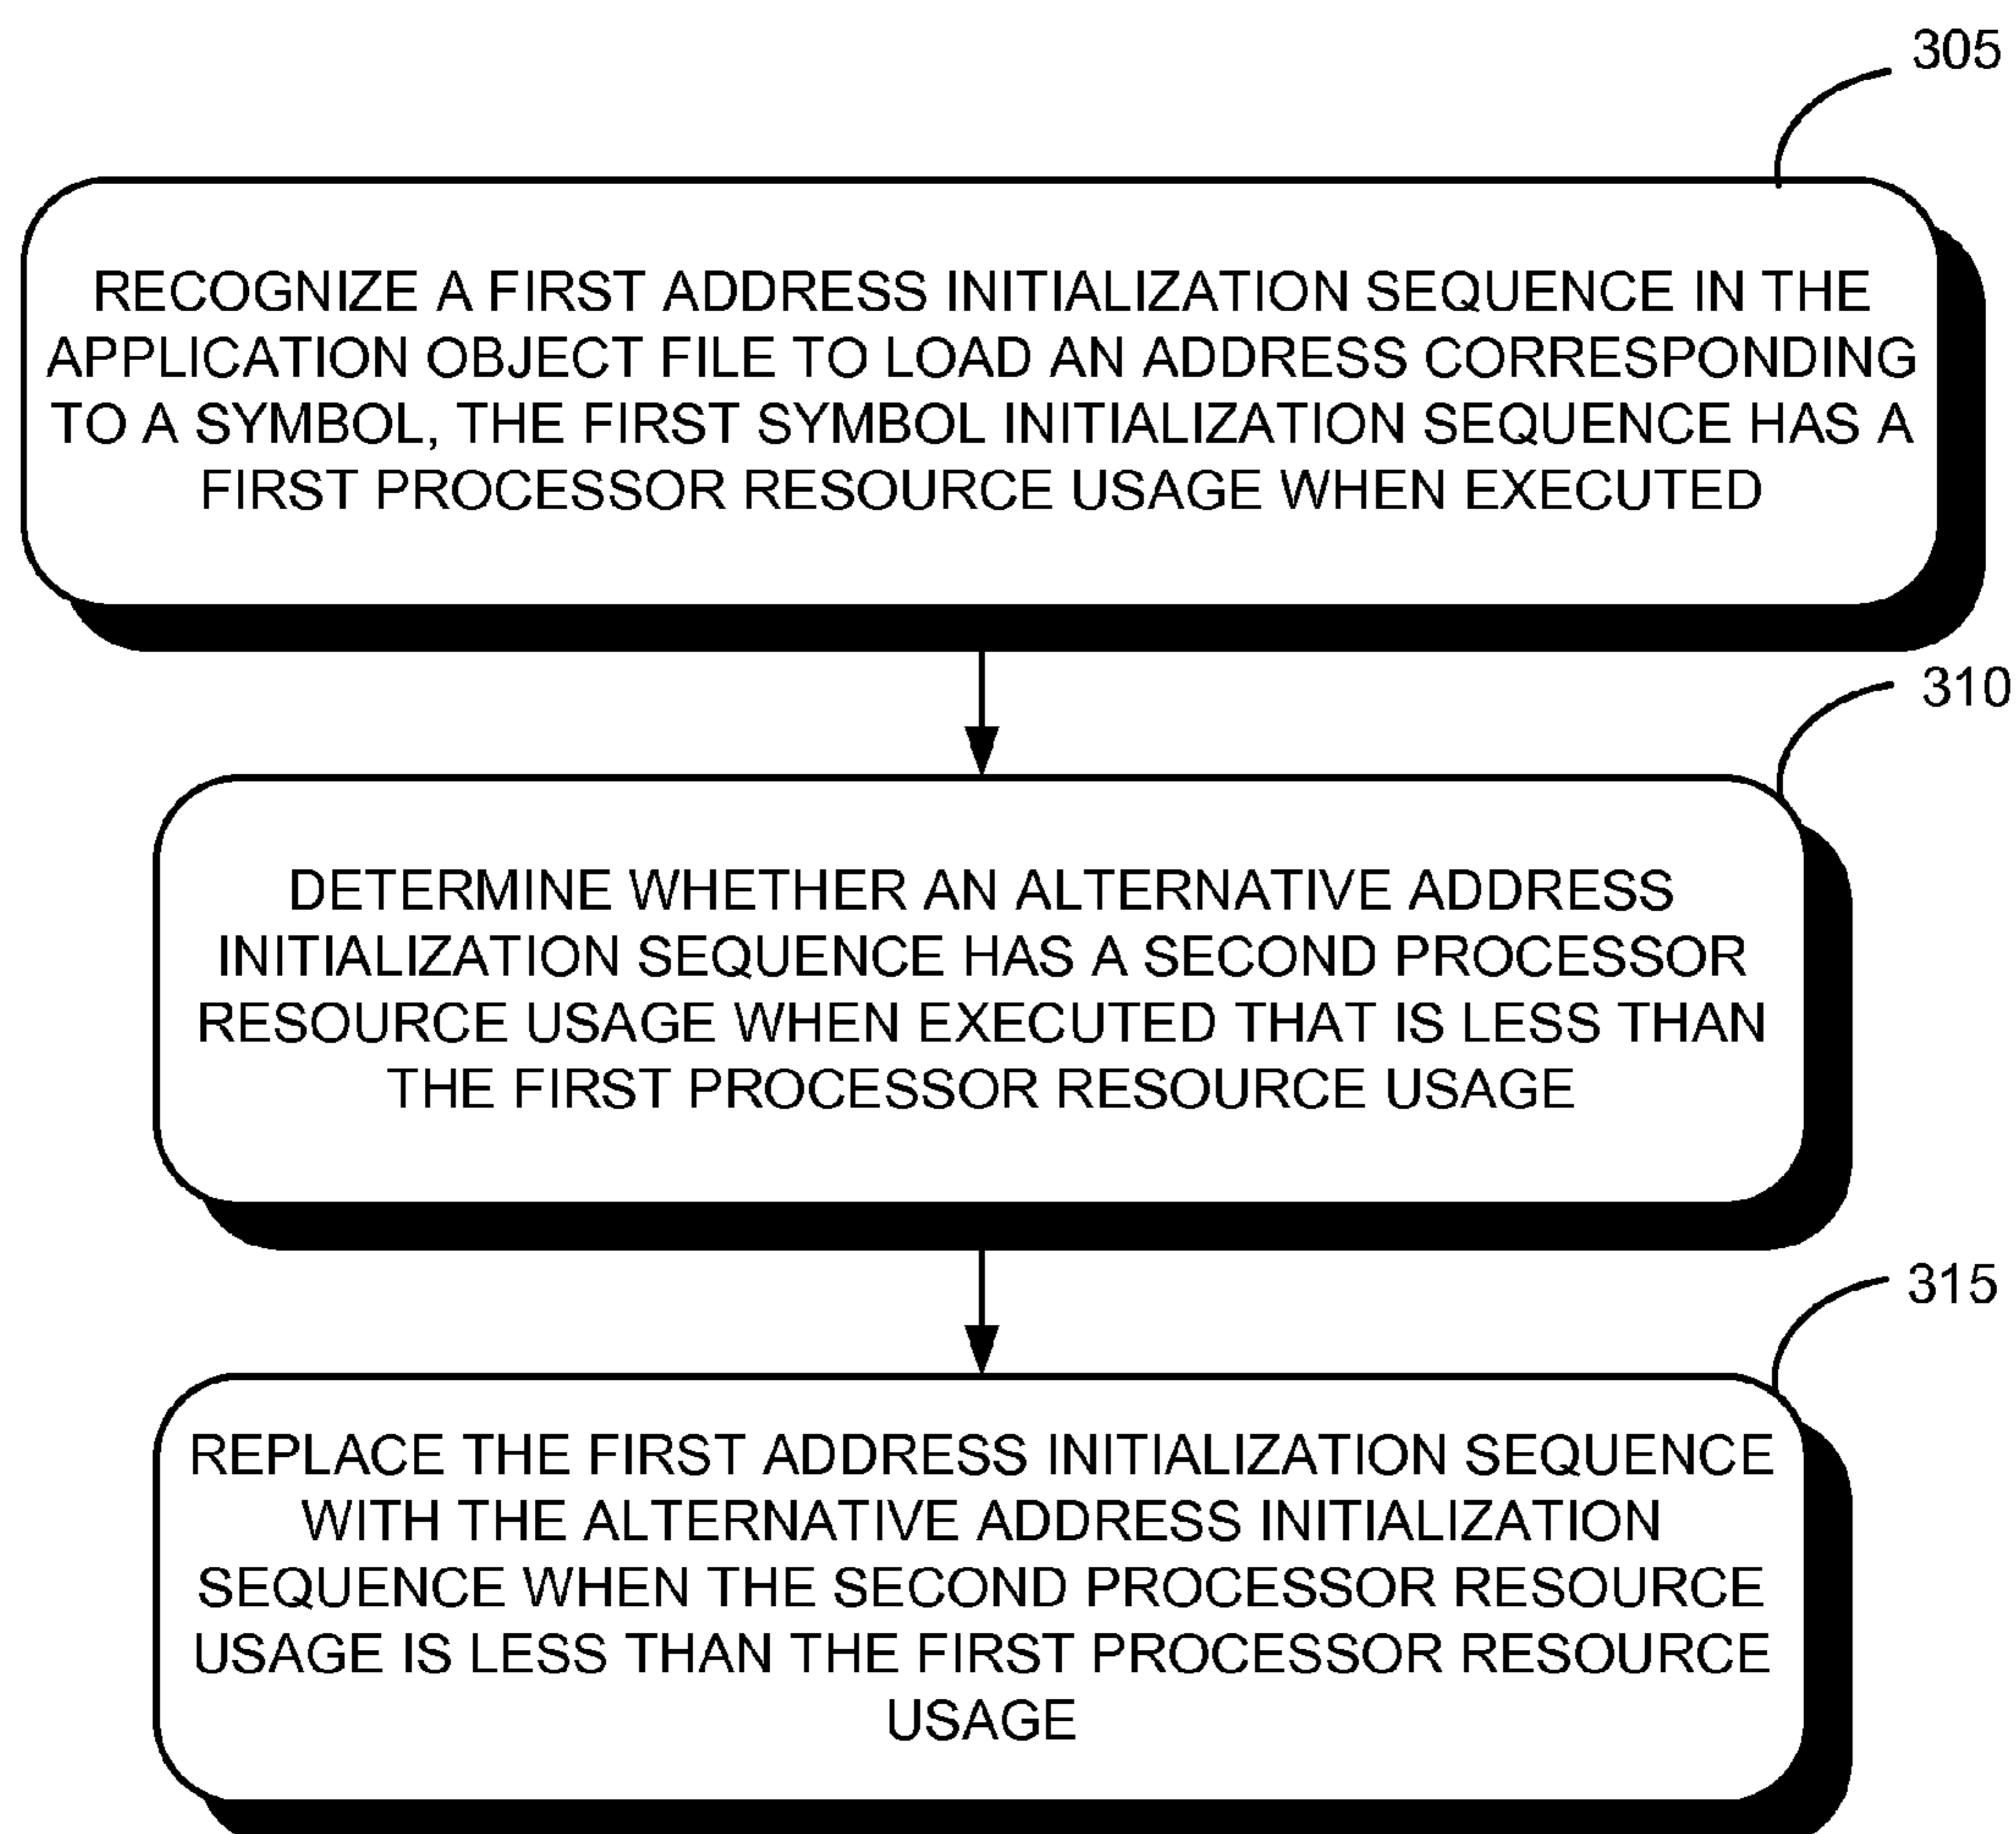 305
RECOGNIZE A FIRST ADDRESS INITIALIZATION SEQUENCE IN THE
APPLICATION OBJECT FILE TO LOAD AN ADDRESS CORRESPONDING
TO A SYMBOL, THE FIRST SYMBOL INITIALIZATION SEQUENCE HAS A
FIRST PROCESSOR RESOURCE USAGE WHEN EXECUTED
310
DETERMINE WHETHER AN ALTERNATIVE ADDRESS
INITIALIZATION SEQUENCE HAS A SECOND PROCESSOR
RESOURCE USAGE WHEN EXECUTED THAT IS LESS THAN
THE FIRST PROCESSOR RESOURCE USAGE
315
REPLACE THE FIRST ADDRESS INITIALIZATION SEQUENCE
WITH THE ALTERNATIVE ADDRESS INITIALIZATION
SEQUENCE WHEN THE SECOND PROCESSOR RESOURCE
USAGE IS LESS THAN THE FIRST PROCESSOR RESOURCE
USAGE